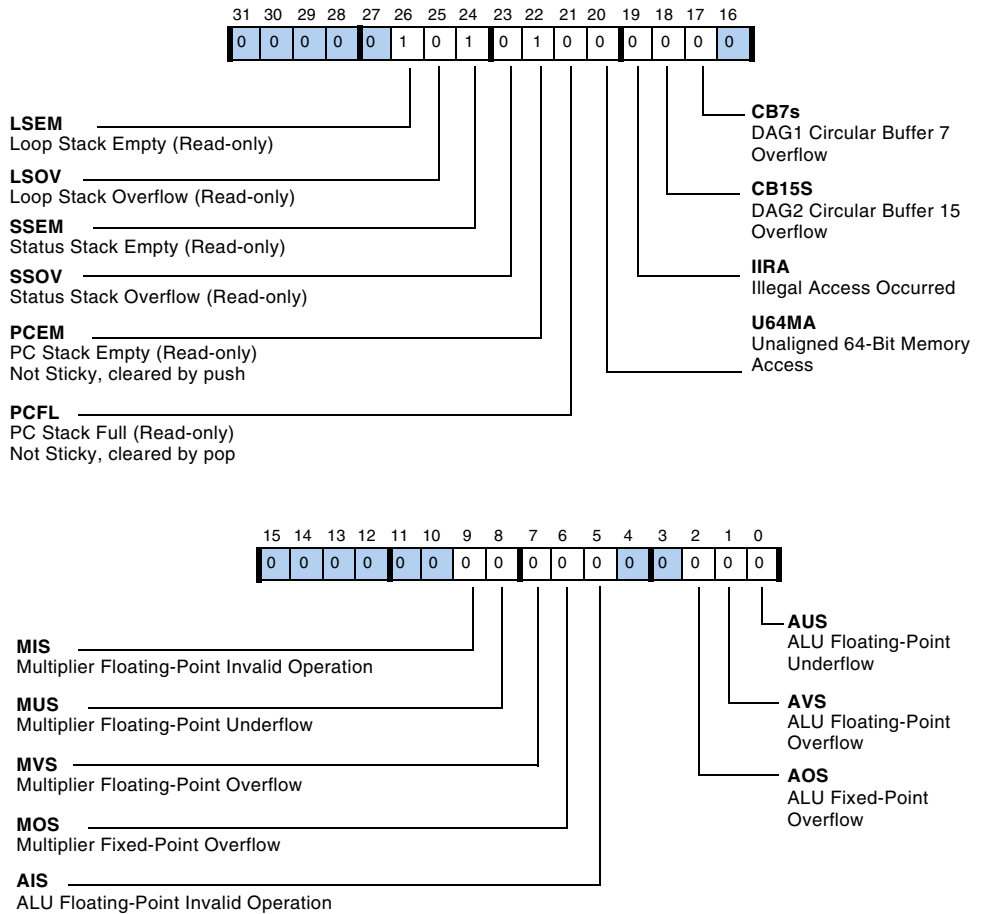 31 30 29 28 27 26 25 24 23 22 21 20 19 18 17 16
0 0 0 0 0 1 0 1 0 1 0 0 0 0 0 0
LSEM
Loop Stack Empty (Read-only)
LSOV
Loop Stack Overflow (Read-only)
SSEM
Status Stack Empty (Read-only)
SSOV
Status Stack Overflow (Read-only)
PCEM
PC Stack Empty (Read-only)
Not Sticky, cleared by push
PCFL
PC Stack Full (Read-only)
Not Sticky, cleared by pop
CB7s
DAG1 Circular Buffer 7
Overflow
CB15S
DAG2 Circular Buffer 15
Overflow
IIRA
Illegal Access Occurred
U64MA
Unaligned 64-Bit Memory
Access
15 14 13 12 11 10 9 8 7 6 5 4 3 2 1 0
0 0 0 0 0 0 0 0 0 0 0 0 0 0 0 0
MIS
Multiplier Floating-Point Invalid Operation
MUS
Multiplier Floating-Point Underflow
MVS
Multiplier Floating-Point Overflow
MOS
Multiplier Fixed-Point Overflow
AIS
ALU Floating-Point Invalid Operation
AUS
ALU Floating-Point
Underflow
AVS
ALU Floating-Point
Overflow
AOS
ALU Fixed-Point
Overflow